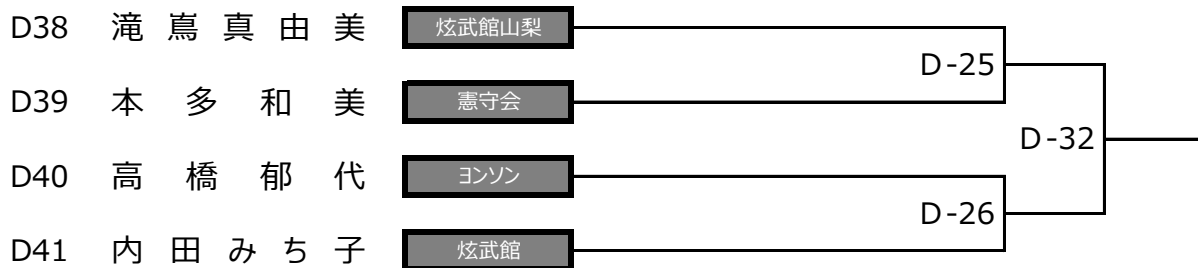 D38 滝嶌真由美 炫武館山梨
D-25
D39 本多和美 憲守会
D-32
D40 高橋郁代 ヨンソン
D-26
D41 内田みち子 炫武館